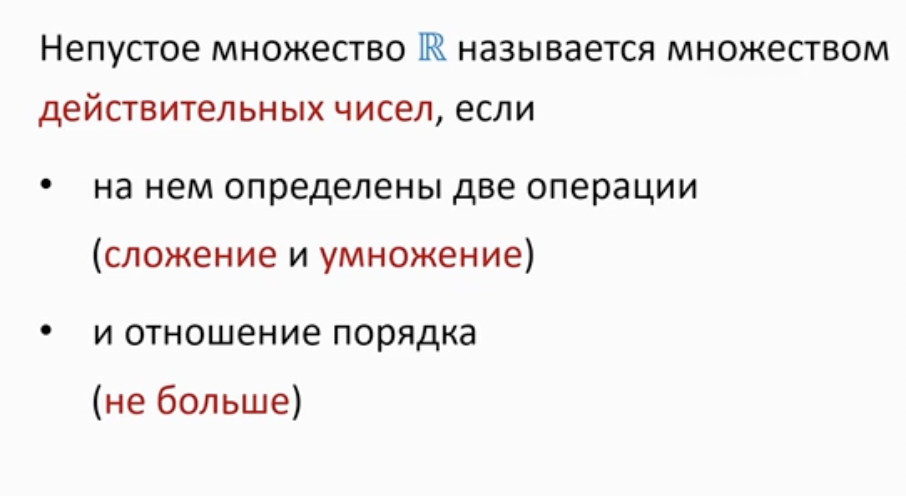 Непустое множество ℝ называется множеством
действительных чисел, если
• на нем определены две операции
(сложение и умножение)
• и отношение порядка
(не больше)